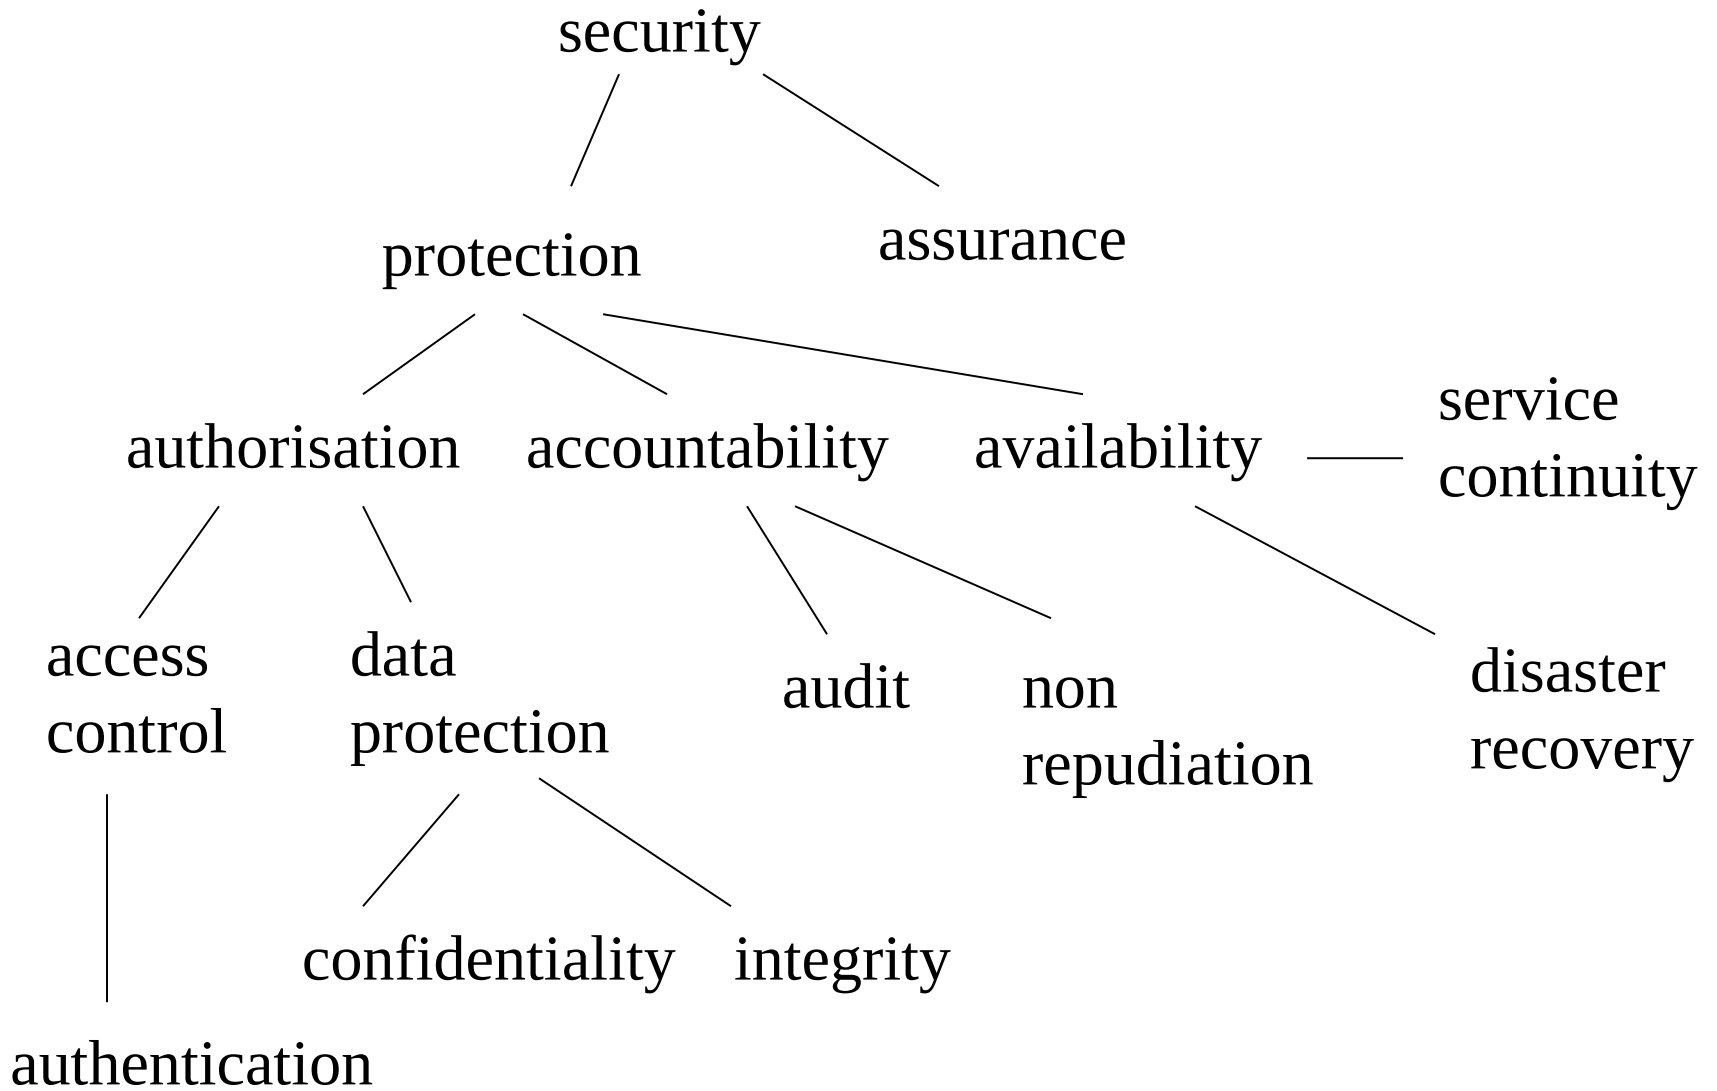 security
protection
assurance
authorisation
accountability
availability
service
continuity
access
control
data
protection
audit
non
repudiation
disaster
recovery
confidentiality
integrity
authentication